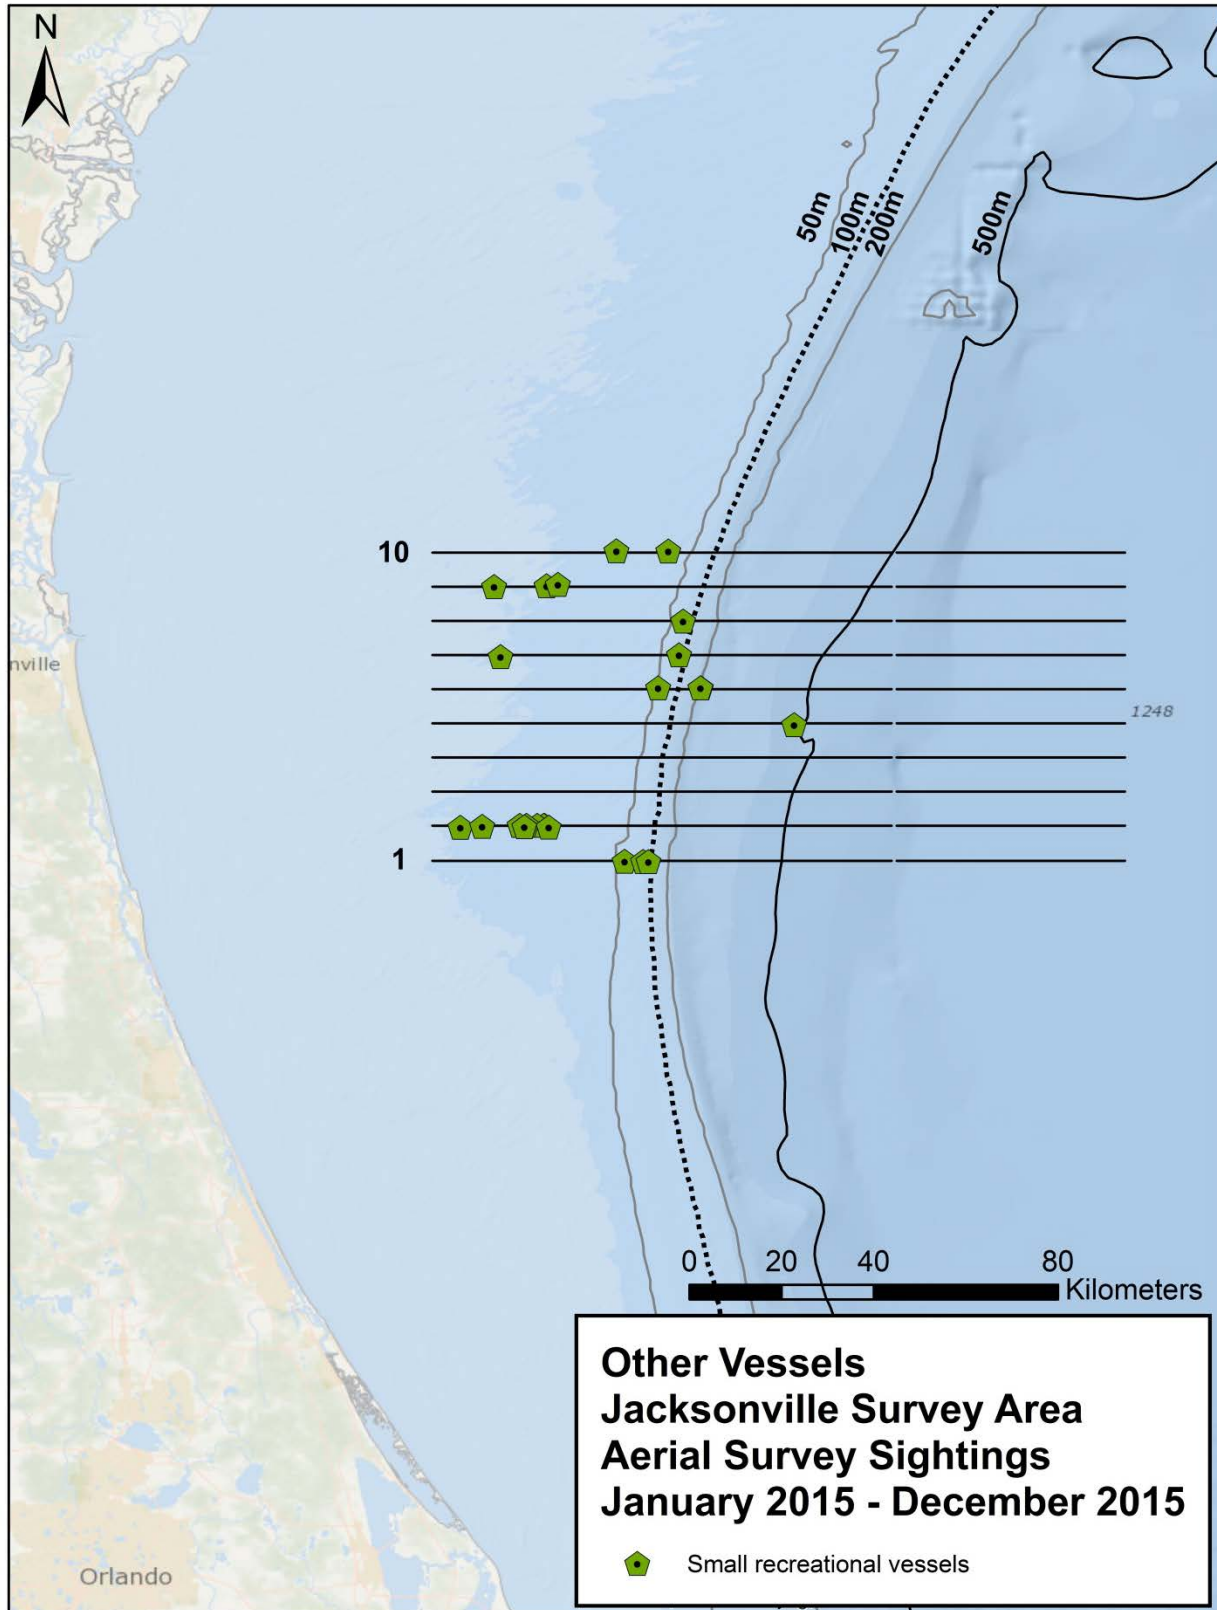 N
50m
100m
200m
500m
10
nville
1248
1
0 20 40 80
Kilometers
Other Vessels
Jacksonville Survey Area
Aerial Survey Sightings
January 2015 - December 2015
Small recreational vessels
Orlando